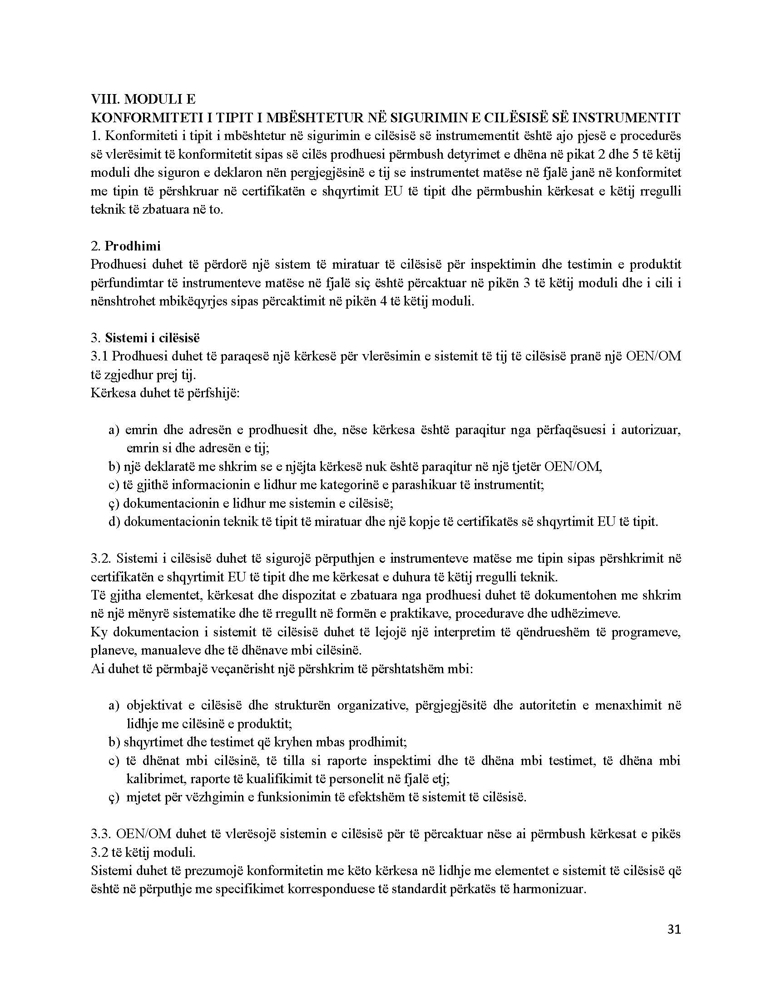 VIII. MODULI E
KONFORMITETI I TIPIT I MBËSHTETUR NË SIGURIMIN E CILËSISË SË INSTRUMENTIT
1. Konformiteti i tipit i mbështetur në sigurimin e cilësisë së instrumementit është ajo pjesë e procedurës
së vlerësimit të konformitetit sipas së cilës prodhuesi përmbush detyrimet e dhëna në pikat 2 dhe 5 të këtij
moduli dhe siguron e deklaron nën pergjegjësinë e tij se instrumentet matëse në fjalë janë në konformitet
me tipin të përshkruar në certifikatën e shqyrtimit EU të tipit dhe përmbushin kërkesat e këtij rregulli
teknik të zbatuara në to.
2. Prodhimi
Prodhuesi duhet të përdorë një sistem të miratuar të cilësisë për inspektimin dhe testimin e produktit
përfundimtar të instrumenteve matëse në fjalë siç është përcaktuar në pikën 3 të këtij moduli dhe i cili i
nënshtrohet mbikëqyrjes sipas përcaktimit në pikën 4 të këtij moduli.
3. Sistemi i cilësisë
3.1 Prodhuesi duhet të paraqesë një kërkesë për vlerësimin e sistemit të tij të cilësisë pranë një OEN/OM
të zgjedhur prej tij.
Kërkesa duhet të përfshijë:
a) emrin dhe adresën e prodhuesit dhe, nëse kërkesa është paraqitur nga përfaqësuesi i autorizuar,
emrin si dhe adresën e tij;
b) një deklaratë me shkrim se e njëjta kërkesë nuk është paraqitur në një tjetër OEN/OM,
c) të gjithë informacionin e lidhur me kategorinë e parashikuar të instrumentit;
ç) dokumentacionin e lidhur me sistemin e cilësisë;
d) dokumentacionin teknik të tipit të miratuar dhe një kopje të certifikatës së shqyrtimit EU të tipit.
3.2. Sistemi i cilësisë duhet të sigurojë përputhjen e instrumenteve matëse me tipin sipas përshkrimit në
certifikatën e shqyrtimit EU të tipit dhe me kërkesat e duhura të këtij rregulli teknik.
Të gjitha elementet, kërkesat dhe dispozitat e zbatuara nga prodhuesi duhet të dokumentohen me shkrim
në një mënyrë sistematike dhe të rregullt në formën e praktikave, procedurave dhe udhëzimeve.
Ky dokumentacion i sistemit të cilësisë duhet të lejojë një interpretim të qëndrueshëm të programeve,
planeve, manualeve dhe të dhënave mbi cilësinë.
Ai duhet të përmbajë veçanërisht një përshkrim të përshtatshëm mbi:
a) objektivat e cilësisë dhe strukturën organizative, përgjegjësitë dhe autoritetin e menaxhimit në
lidhje me cilësinë e produktit;
b) shqyrtimet dhe testimet që kryhen mbas prodhimit;
c) të dhënat mbi cilësinë, të tilla si raporte inspektimi dhe të dhëna mbi testimet, të dhëna mbi
kalibrimet, raporte të kualifikimit të personelit në fjalë etj;
ç) mjetet për vëzhgimin e funksionimin të efektshëm të sistemit të cilësisë.
3.3. OEN/OM duhet të vlerësojë sistemin e cilësisë për të përcaktuar nëse ai përmbush kërkesat e pikës
3.2 të këtij moduli.
Sistemi duhet të prezumojë konformitetin me këto kërkesa në lidhje me elementet e sistemit të cilësisë që
është në përputhje me specifikimet korresponduese të standardit përkatës të harmonizuar.
31